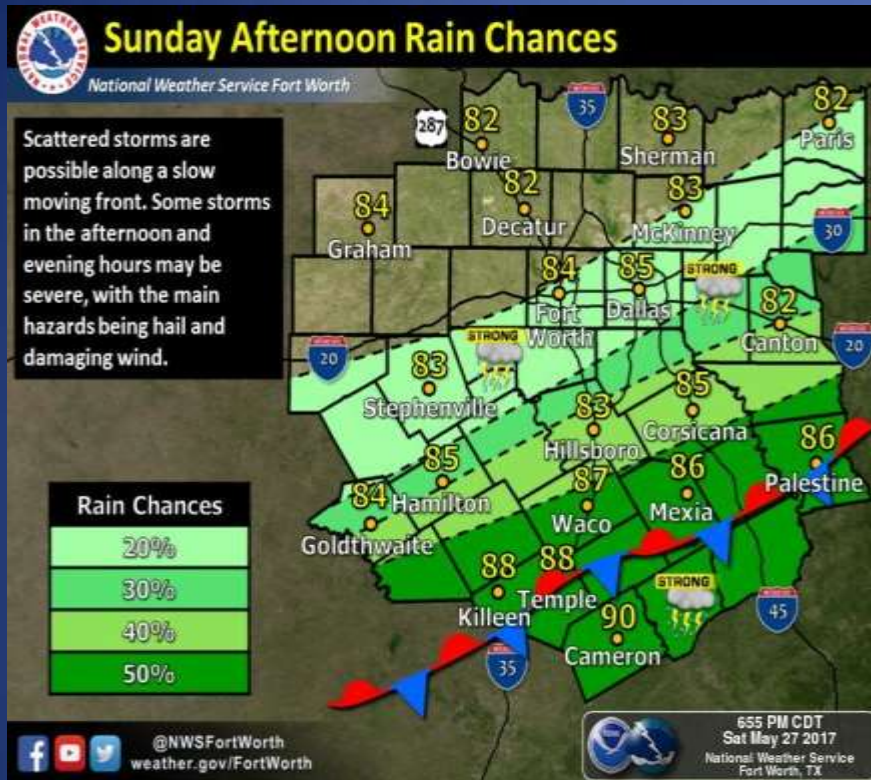 Sunday Afternoon Rain Chances
NATIONAL WEATHER SERVICE
National Weather Service Fort Worth
Scattered storms are
possible along a slow
moving front. Some storms
in the afternoon and
evening hours may be
severe, with the main
hazards being hail and
damaging wind.
287
82
Bowie
35
83
Sherman
82
Paris
84
Graham
82
Decatur
83
McKinney
30
84
Fort
Worth
85
Dallas
STRONG
82
Canton
20
20
STRONG
83
Stephenville
83
Hillsboro
85
Corsicana
86
Palestine
85
Hamilton
84
Goldthwaite
87
Waco
86
Mexia
88
Killeen
88
Temple
STRONG
90
Cameron
45
35
Rain Chances
20%
30%
40%
50%
@NWSFortWorth
weather.gov/FortWorth
655 PM CDT
Sat May 27 2017
National Weather Service
Fort Worth, TX